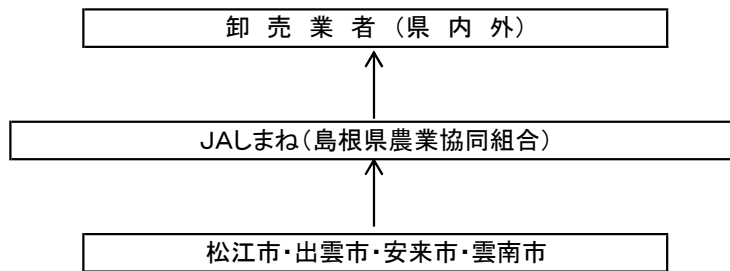 卸 売 業 者 (県 内 外)
JAしまね(島根県農業協同組合)
松江市・出雲市・安来市・雲南市